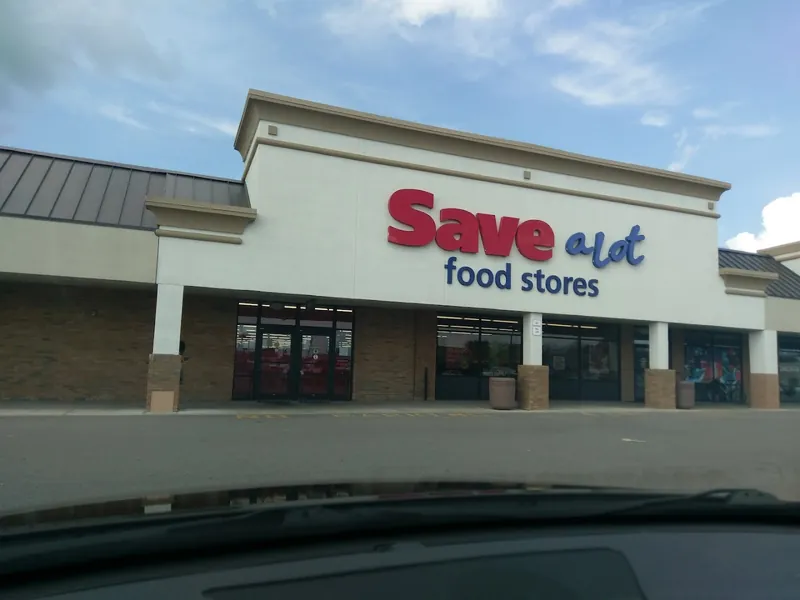 Save a lot
food stores